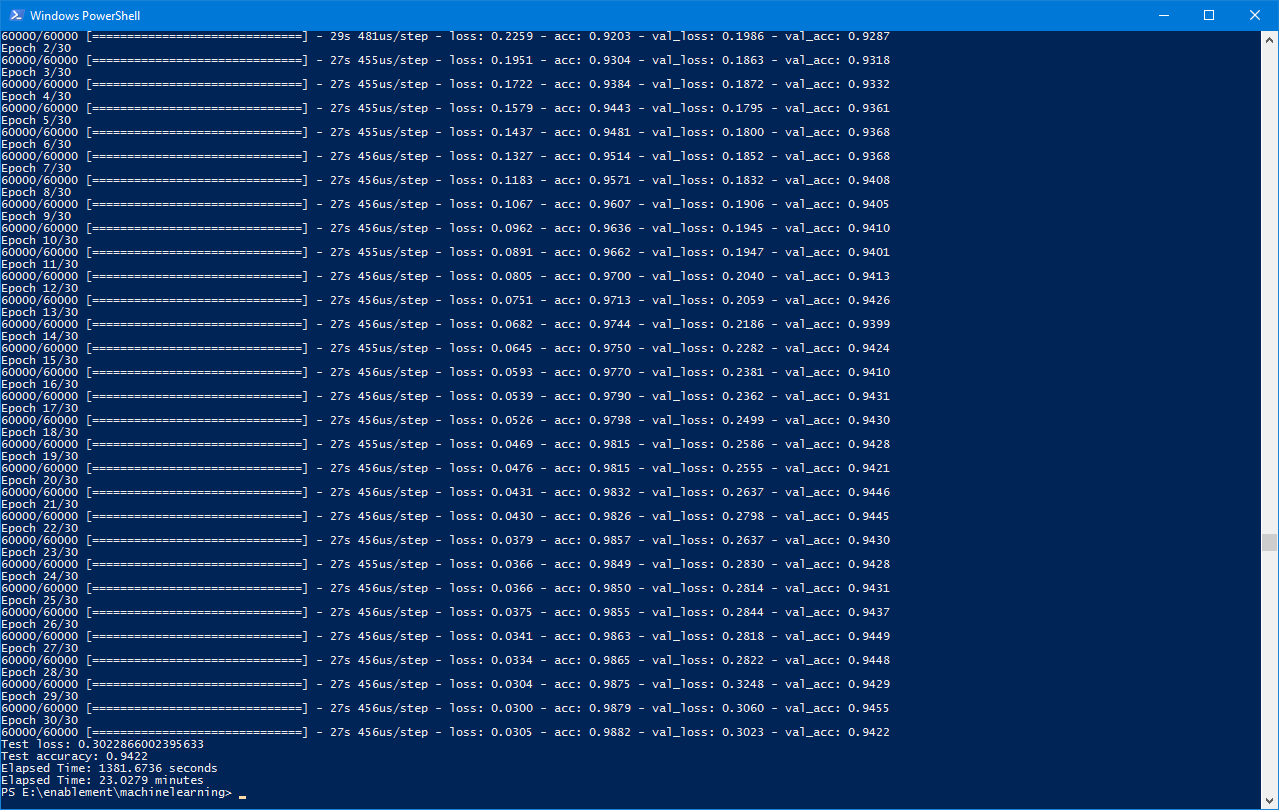 Windows PowerShell
60000/60000 [==============================] - 29s 481us/step - loss: 0.2259 - acc: 0.9203 - val_loss: 0.1986 - val_acc: 0.9287
Epoch 2/30
60000/60000 [==============================] - 27s 455us/step - loss: 0.1951 - acc: 0.9304 - val_loss: 0.1863 - val_acc: 0.9318
Epoch 3/30
60000/60000 [==============================] - 27s 455us/step - loss: 0.1722 - acc: 0.9384 - val_loss: 0.1872 - val_acc: 0.9332
Epoch 4/30
60000/60000 [==============================] - 27s 455us/step - loss: 0.1579 - acc: 0.9443 - val_loss: 0.1795 - val_acc: 0.9361
Epoch 5/30
60000/60000 [==============================] - 27s 455us/step - loss: 0.1437 - acc: 0.9481 - val_loss: 0.1800 - val_acc: 0.9368
Epoch 6/30
60000/60000 [==============================] - 27s 456us/step - loss: 0.1327 - acc: 0.9514 - val_loss: 0.1852 - val_acc: 0.9368
Epoch 7/30
60000/60000 [==============================] - 27s 456us/step - loss: 0.1183 - acc: 0.9571 - val_loss: 0.1832 - val_acc: 0.9408
Epoch 8/30
60000/60000 [==============================] - 27s 456us/step - loss: 0.1067 - acc: 0.9607 - val_loss: 0.1906 - val_acc: 0.9405
Epoch 9/30
60000/60000 [==============================] - 27s 456us/step - loss: 0.0962 - acc: 0.9636 - val_loss: 0.1945 - val_acc: 0.9410
Epoch 10/30
60000/60000 [==============================] - 27s 455us/step - loss: 0.0891 - acc: 0.9662 - val_loss: 0.1947 - val_acc: 0.9401
Epoch 11/30
60000/60000 [==============================] - 27s 456us/step - loss: 0.0805 - acc: 0.9700 - val_loss: 0.2040 - val_acc: 0.9413
Epoch 12/30
60000/60000 [==============================] - 27s 456us/step - loss: 0.0751 - acc: 0.9713 - val_loss: 0.2059 - val_acc: 0.9426
Epoch 13/30
60000/60000 [==============================] - 27s 456us/step - loss: 0.0682 - acc: 0.9744 - val_loss: 0.2186 - val_acc: 0.9399
Epoch 14/30
60000/60000 [==============================] - 27s 455us/step - loss: 0.0645 - acc: 0.9750 - val_loss: 0.2282 - val_acc: 0.9424
Epoch 15/30
60000/60000 [==============================] - 27s 456us/step - loss: 0.0593 - acc: 0.9770 - val_loss: 0.2381 - val_acc: 0.9410
Epoch 16/30
60000/60000 [==============================] - 27s 456us/step - loss: 0.0539 - acc: 0.9790 - val_loss: 0.2362 - val_acc: 0.9431
Epoch 17/30
60000/60000 [==============================] - 27s 456us/step - loss: 0.0526 - acc: 0.9798 - val_loss: 0.2499 - val_acc: 0.9430
Epoch 18/30
60000/60000 [==============================] - 27s 455us/step - loss: 0.0469 - acc: 0.9815 - val_loss: 0.2586 - val_acc: 0.9428
Epoch 19/30
60000/60000 [==============================] - 27s 456us/step - loss: 0.0476 - acc: 0.9815 - val_loss: 0.2555 - val_acc: 0.9421
Epoch 20/30
60000/60000 [==============================] - 27s 456us/step - loss: 0.0431 - acc: 0.9832 - val_loss: 0.2637 - val_acc: 0.9446
Epoch 21/30
60000/60000 [==============================] - 27s 456us/step - loss: 0.0430 - acc: 0.9826 - val_loss: 0.2798 - val_acc: 0.9445
Epoch 22/30
60000/60000 [==============================] - 27s 456us/step - loss: 0.0379 - acc: 0.9857 - val_loss: 0.2637 - val_acc: 0.9430
Epoch 23/30
60000/60000 [==============================] - 27s 455us/step - loss: 0.0366 - acc: 0.9849 - val_loss: 0.2830 - val_acc: 0.9428
Epoch 24/30
60000/60000 [==============================] - 27s 456us/step - loss: 0.0366 - acc: 0.9850 - val_loss: 0.2814 - val_acc: 0.9431
Epoch 25/30
60000/60000 [==============================] - 27s 456us/step - loss: 0.0375 - acc: 0.9855 - val_loss: 0.2844 - val_acc: 0.9437
Epoch 26/30
60000/60000 [==============================] - 27s 456us/step - loss: 0.0341 - acc: 0.9863 - val_loss: 0.2818 - val_acc: 0.9449
Epoch 27/30
60000/60000 [==============================] - 27s 456us/step - loss: 0.0334 - acc: 0.9865 - val_loss: 0.2822 - val_acc: 0.9448
Epoch 28/30
60000/60000 [==============================] - 27s 456us/step - loss: 0.0304 - acc: 0.9875 - val_loss: 0.3248 - val_acc: 0.9429
Epoch 29/30
60000/60000 [==============================] - 27s 456us/step - loss: 0.0300 - acc: 0.9879 - val_loss: 0.3060 - val_acc: 0.9455
Epoch 30/30
60000/60000 [==============================] - 27s 456us/step - loss: 0.0305 - acc: 0.9882 - val_loss: 0.3023 - val_acc: 0.9422
Test loss: 0.3022866002395633
Test accuracy: 0.9422
Elapsed Time: 1381.6736 seconds
Elapsed Time: 23.0279 minutes
PS E:\enablement\machinelearning> _